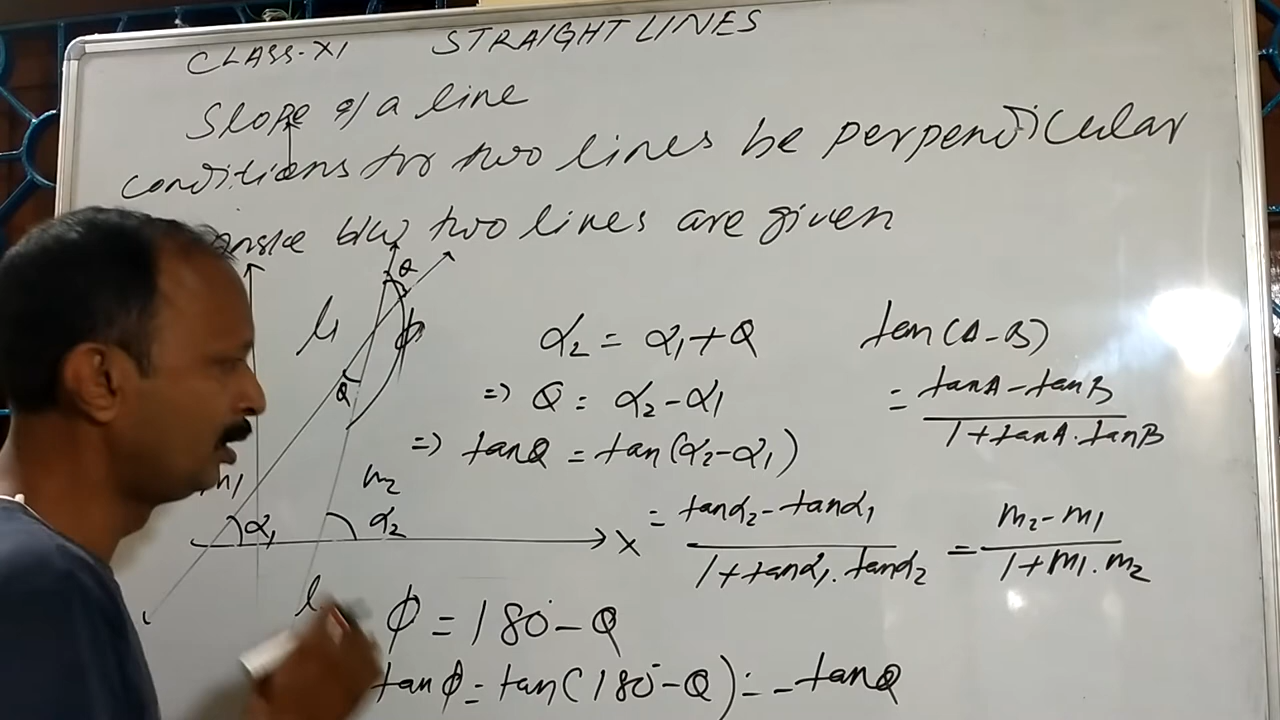 CLASS-XI STRAIGHT LINES
Slope of a line
conditions for two lines be perpendicular
angle b/w two lines are given
θ
l1
φ
θ
m1
α1
m2
α2
X
l
α2 = α1+θ
=> θ = α2-α1
=> tanθ = tan(α2-α1)
= tanα2-tanα1 / 1+tanα1.tanα2 = m2-m1 / 1+m1.m2
tan(A-B)
= tanA-tanB / 1+tanA.tanB
φ = 180°-θ
tanφ = tan(180°-θ) = -tanθ